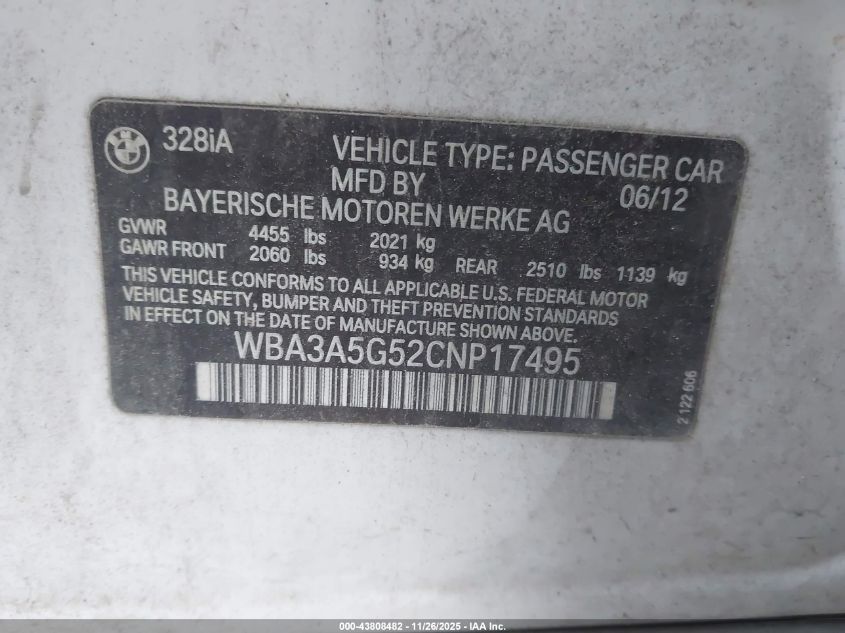 328iA VEHICLE TYPE: PASSENGER CAR
MFD BY 06/12
BAYERISCHE MOTOREN WERKE AG
GVWR 4455 lbs 2021 kg
GAWR FRONT 2060 lbs 934 kg REAR 2510 lbs 1139 kg
THIS VEHICLE CONFORMS TO ALL APPLICABLE U.S. FEDERAL MOTOR
VEHICLE SAFETY, BUMPER AND THEFT PREVENTION STANDARDS
IN EFFECT ON THE DATE OF MANUFACTURE SHOWN ABOVE.
WBA3A5G52CNP17495
2 122 606
000-43808482 - 11/26/2025 - IAA Inc.